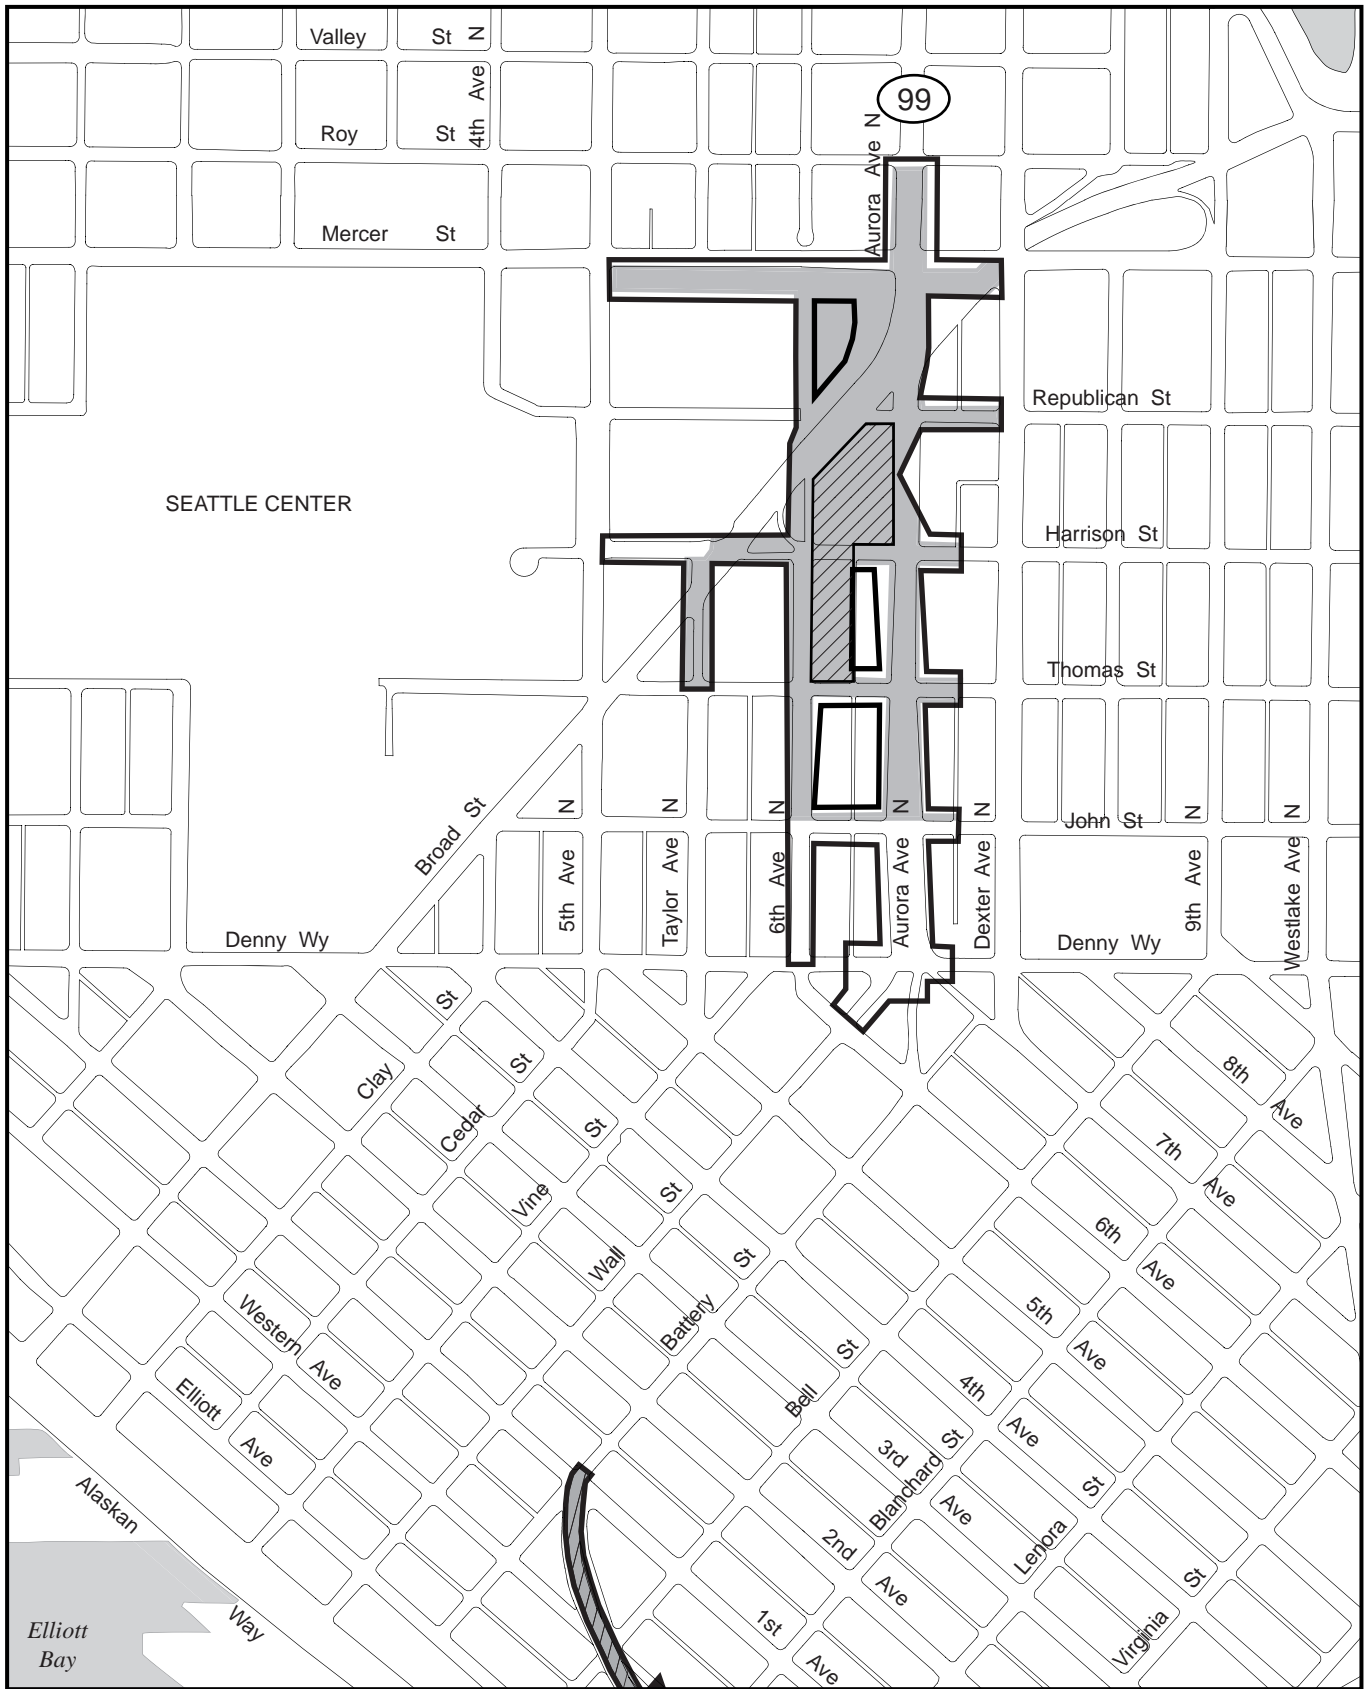 Valley St
4th Ave N
99
Roy St
Aurora Ave N
Mercer St
Republican St
SEATTLE CENTER
Harrison St
Thomas St
Broad St
5th Ave N
Taylor Ave N
6th Ave N
Aurora Ave N
Dexter Ave N
John St
9th Ave N
Westlake Ave N
Denny Wy
Denny Wy
Clay St
Cedar St
Vine St
Wall St
Battery St
Bell St
Blanchard St
Lenora St
Virginia St
8th Ave
7th Ave
6th Ave
5th Ave
4th Ave
3rd Ave
2nd Ave
1st Ave
Western Ave
Elliott Ave
Alaskan Way
Elliott
Bay